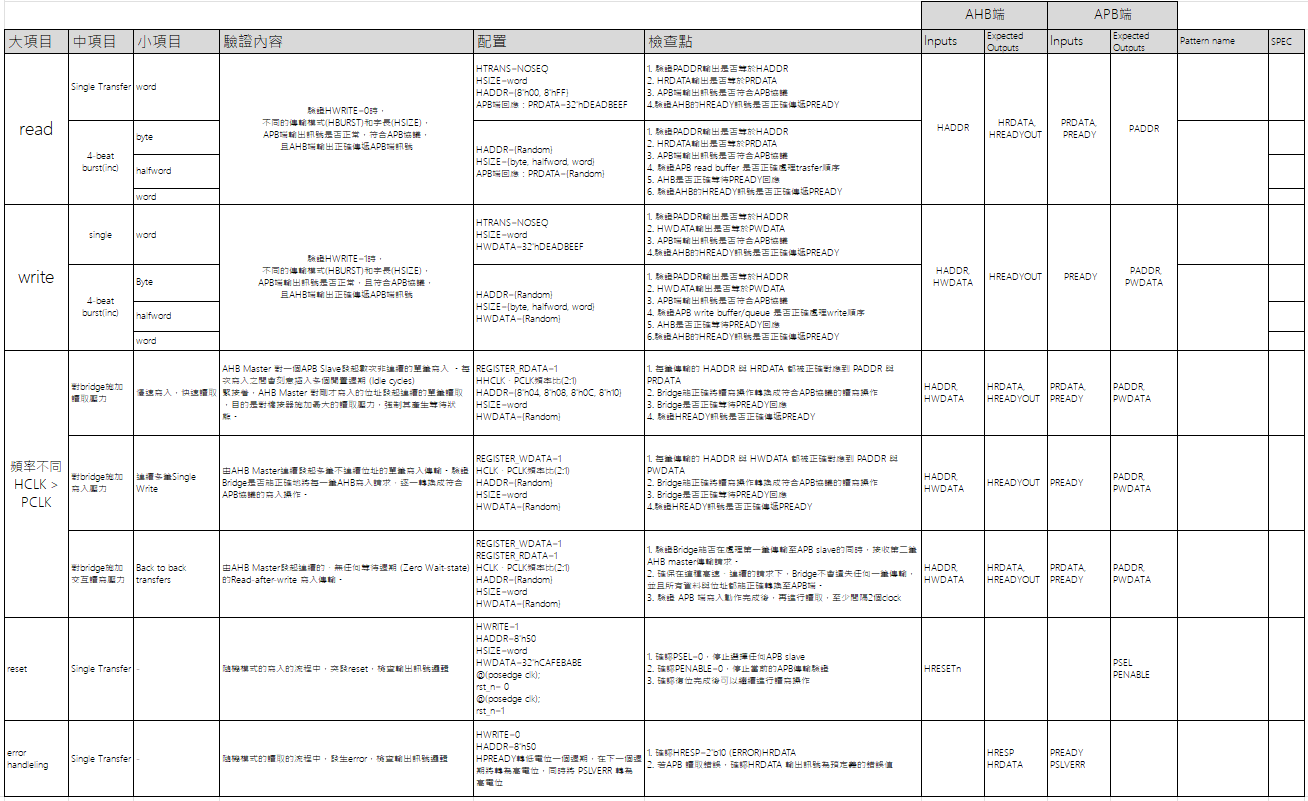 AHB端
APB端
大項目
中項目
小項目
驗證內容
配置
檢查點
Inputs
Expected
Outputs
Inputs
Expected
Outputs
Pattern name
SPEC
read
Single Transfer
word
驗證HWRITE=0時，
不同的傳輸模式(HBURST)和字長(HSIZE)，
APB端輸出訊號是否正常，符合APB協議，
且AHB端輸出正確傳遞APB端訊號
HTRANS=NOSEQ
HSIZE=word
HADDR={8'h00, 8'hFF}
APB端回應：PRDATA=32'hDEADBEEF
1. 驗證PADDR輸出是否等於HADDR
2. HRDATA輸出是否等於PRDATA
3. APB端輸出訊號是否符合APB協議
4.驗證AHB的HREADY訊號是否正確傳遞PREADY
HADDR
HRDATA,
HREADYOUT
PRDATA,
PREADY
PADDR
4-beat
burst(inc)
byte
halfword
word
HADDR={Random}
HSIZE={byte, halfword, word}
APB端回應：PRDATA={Random}
1. 驗證PADDR輸出是否等於HADDR
2. HRDATA輸出是否等於PRDATA
3. APB端輸出訊號是否符合APB協議
4. 驗證APB read buffer 是否正確處理trasfer順序
5. AHB是否正確等待PREADY回應
6. 驗證AHB的HREADY訊號是否正確傳遞PREADY
write
single
word
驗證HWRITE=1時，
不同的傳輸模式(HBURST)和字長(HSIZE)，
APB端輸出訊號是否正常，且符合APB協議，
且AHB端輸出正確傳遞APB端訊號
HTRANS=NOSEQ
HSIZE=word
HWDATA=32'hDEADBEEF
1. 驗證PADDR輸出是否等於HADDR
2. HWDATA輸出是否等於PWDATA
3. APB端輸出訊號是否符合APB協議
4.驗證AHB的HREADY訊號是否正確傳遞PREADY
HADDR,
HWDATA
HREADYOUT
PREADY
PADDR,
PWDATA
4-beat
burst(inc)
Byte
halfword
word
HADDR={Random}
HSIZE={byte, halfword, word}
HWDATA={Random}
1. 驗證PADDR輸出是否等於HADDR
2. HWDATA輸出是否等於PWDATA
3. APB端輸出訊號是否符合APB協議
4. 驗證APB write buffer/queue 是否正確處理write順序
5. AHB是否正確等待PREADY回應
6.驗證AHB的HREADY訊號是否正確傳遞PREADY
頻率不同
HCLK >
PCLK
對bridge施加
讀取壓力
慢速寫入，快速讀取
AHB Master 對一個APB Slave發起數次非連續的單筆寫入 。每
次寫入之間會刻意插入多個閒置週期 (Idle cycles)
緊接著，AHB Master 對剛才寫入的位址發起連續的單筆讀取
，目的是對橋接器施加最大的讀取壓力，強制其產生等待狀
態。
REGISTER_RDATA=1
HHCLK、PCLK頻率比(2:1)
HADDR={8'h04, 8'h08, 8'h0C, 8'h10}
HSIZE=word
HWDATA={Random}
1. 每筆傳輸的 HADDR 與 HRDATA 都被正確對應到 PADDR 與
PRDATA
2. Bridge能正確將讀寫操作轉換成符合APB協議的讀寫操作
3. Bridge是否正確等待PREADY回應
4. 驗證HREADY訊號是否正確傳遞PREADY
HADDR,
HWDATA
HRDATA,
HREADYOUT
PRDATA,
PREADY
PADDR,
PWDATA
對bridge施加
寫入壓力
連續多筆Single
Write
由AHB Master連續發起多筆不連續位址的單筆寫入傳輸。驗證
Bridge是否能正確地將每一筆AHB寫入請求，逐一轉換成符合
APB協議的寫入操作。
REGISTER_WDATA=1
HCLK、PCLK頻率比(2:1)
HADDR={Random}
HSIZE=word
HWDATA={Random}
1. 每筆傳輸的 HADDR 與 HWDATA 都被正確對應到 PADDR 與
PWDATA
2. Bridge能正確將讀寫操作轉換成符合APB協議的讀寫操作
3. Bridge是否正確等待PREADY回應
4.驗證HREADY訊號是否正確傳遞PREADY
HADDR,
HWDATA
HREADYOUT
PREADY
PADDR,
PWDATA
對bridge施加
交互讀寫壓力
Back to back
transfers
由AHB Master發起連續的、無任何等待週期 (Zero Wait-state)
的Read-after-write 寫入傳輸。
REGISTER_WDATA=1
REGISTER_RDATA=1
HCLK、PCLK頻率比(2:1)
HADDR={Random}
HSIZE=word
HWDATA={Random}
1. 驗證Bridge能否在處理第一筆傳輸至APB slave的同時，接收第二筆
AHB master傳輸請求。
2. 確保在這種高速、連續的請求下，Bridge不會遺失任何一筆傳輸，
並且所有資料與位址都能正確轉換至APB端。
3. 驗證 APB 端寫入動作完成後，再進行讀取，至少間隔2個clock
HADDR,
HWDATA
HRDATA,
HREADYOUT
PRDATA,
PREADY
PADDR,
PWDATA
reset
Single Transfer
-
隨機模式的寫入的流程中，突發reset，檢查輸出訊號邏輯
HWRITE=1
HADDR=8'h50
HSIZE=word
HWDATA=32'hCAFEBABE
@(posedge clk);
rst_n= 0
@(posedge clk);
rst_n=1
1. 確認PSEL=0，停止選擇任何APB slave
2. 確認PENABLE=0，停止當前的APB傳輸驗證
3. 確認復位完成後可以繼續進行讀寫操作
HRESETn
PSEL
PENABLE
error
handleling
Single Transfer
-
隨機模式的讀取的流程中，發生error，檢查輸出訊號邏輯
HWRITE=0
HADDR=8'h50
HPREADY轉低電位一個週期，在下一個週
期將轉為高電位，同時將 PSLVERR 轉為
高電位
1. 確認HRESP=2'b10 (ERROR)HRDATA
2. 若APB 讀取錯誤，確認HRDATA 輸出訊號為預定義的錯誤值
HRESP
HRDATA
PREADY
PSLVERR